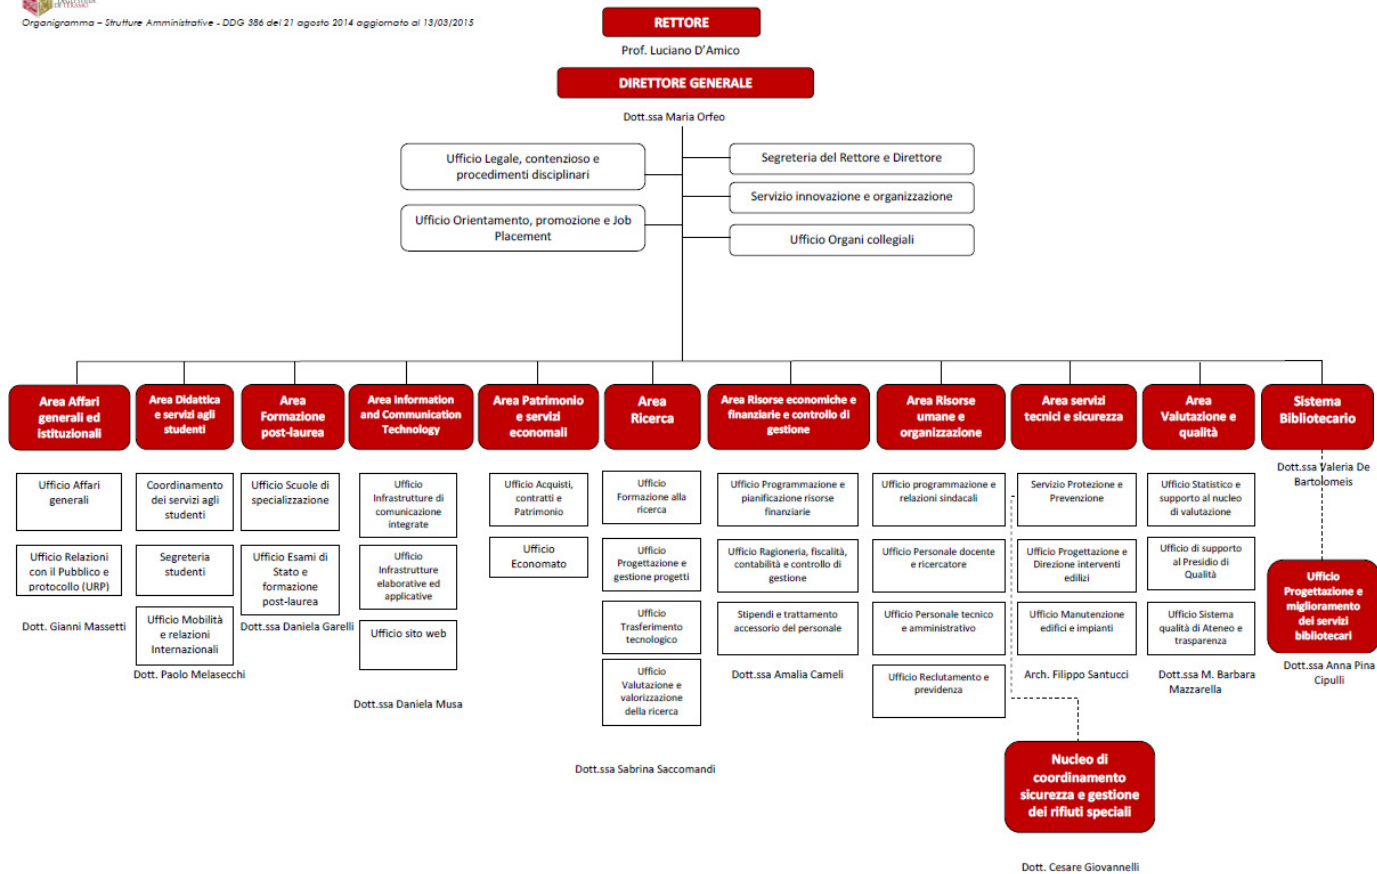 DEGLI STUDI
DI TERAMO
Organigramma – Strutture Amministrative - DDG 386 del 21 agosto 2014 aggiornato al 13/03/2015
RETTORE
Prof. Luciano D'Amico
DIRETTORE GENERALE
Dott.ssa Maria Orfeo
Ufficio Legale, contenzioso e
procedimenti disciplinari
Segreteria del Rettore e Direttore
Servizio innovazione e organizzazione
Ufficio Orientamento, promozione e Job
Placement
Ufficio Organi collegiali
Area Affari
generali ed
istituzionali
Ufficio Affari
generali
Ufficio Relazioni
con il Pubblico e
protocollo (URP)
Dott. Gianni Massetti
Area Didattica
e servizi agli
studenti
Coordinamento
dei servizi agli
studenti
Segreteria
studenti
Ufficio Mobilità
e relazioni
Internazionali
Dott. Paolo Melasecchi
Area
Formazione
post-laurea
Ufficio Scuole di
specializzazione
Ufficio Esami di
Stato e
formazione
post-laurea
Dott.ssa Daniela Garelli
Area Information
and Communication
Technology
Ufficio
Infrastrutture di
comunicazione
integrate
Ufficio
Infrastrutture
elaborative ed
applicative
Ufficio sito web
Dott.ssa Daniela Musa
Area Patrimonio
e servizi
economali
Ufficio Acquisti,
contratti e
Patrimonio
Ufficio
Economato
Area
Ricerca
Ufficio
Formazione alla
ricerca
Ufficio
Progettazione e
gestione progetti
Ufficio
Trasferimento
tecnologico
Ufficio
Valutazione e
valorizzazione
della ricerca
Dott.ssa Sabrina Saccomandi
Area Risorse economiche e
finanziarie e controllo di
gestione
Ufficio Programmazione e
pianificazione risorse
finanziarie
Ufficio Ragioneria, fiscalità,
contabilità e controllo di
gestione
Stipendi e trattamento
accessorio del personale
Dott.ssa Amalia Cameli
Area Risorse
umane e
organizzazione
Ufficio programmazione e
relazioni sindacali
Ufficio Personale docente
e ricercatore
Ufficio Personale tecnico
e amministrativo
Ufficio Reclutamento e
previdenza
Area servizi
tecnici e sicurezza
Servizio Protezione e
Prevenzione
Ufficio Progettazione e
Direzione interventi
edilizi
Ufficio Manutenzione
edifici e impianti
Arch. Filippo Santucci
Nucleo di
coordinamento
sicurezza e gestione
dei rifiuti speciali
Dott. Cesare Giovannelli
Area
Valutazione e
qualità
Ufficio Statistico e
supporto al nucleo
di valutazione
Ufficio di supporto
al Presidio di
Qualità
Ufficio Sistema
qualità di Ateneo e
trasparenza
Dott.ssa M. Barbara
Mazzarella
Sistema
Bibliotecario
Dott.ssa Valeria De
Bartolomeis
Ufficio
Progettazione e
miglioramento
dei servizi
bibliotecari
Dott.ssa Anna Pina
Cipulli